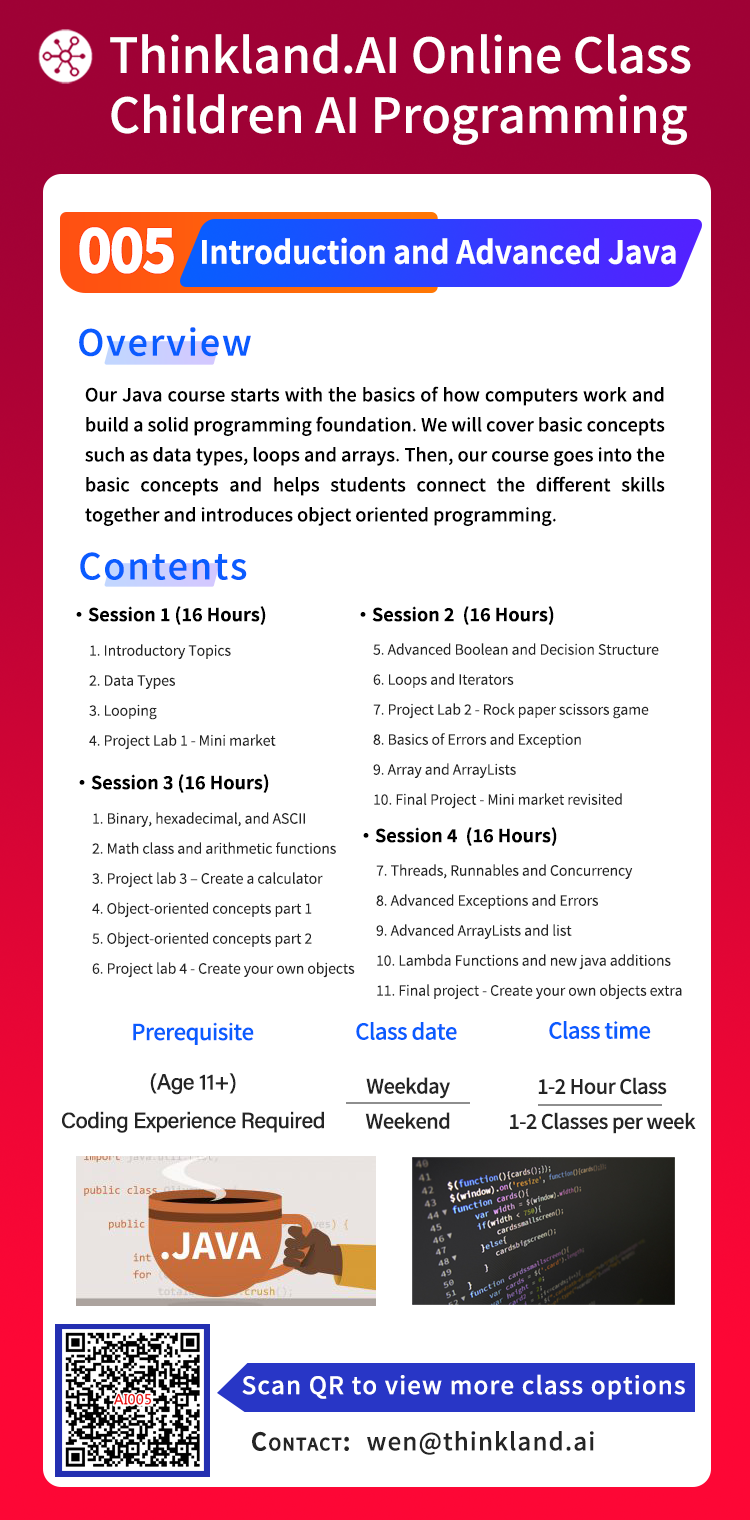 Thinkland.AI Online Class
Children AI Programming
005
Introduction and Advanced Java
Overview
Our Java course starts with the basics of how computers work and
build a solid programming foundation. We will cover basic concepts
such as data types, loops and arrays. Then, our course goes into the
basic concepts and helps students connect the different skills
together and introduces object oriented programming.
Contents
• Session 1 (16 Hours)
1. Introductory Topics
2. Data Types
3. Looping
4. Project Lab 1 - Mini market
• Session 2 (16 Hours)
5. Advanced Boolean and Decision Structure
6. Loops and Iterators
7. Project Lab 2 - Rock paper scissors game
8. Basics of Errors and Exception
9. Array and ArrayLists
10. Final Project - Mini market revisited
• Session 3 (16 Hours)
1. Binary, hexadecimal, and ASCII
2. Math class and arithmetic functions
3. Project lab 3 – Create a calculator
4. Object-oriented concepts part 1
5. Object-oriented concepts part 2
6. Project lab 4 - Create your own objects
• Session 4 (16 Hours)
7. Threads, Runnables and Concurrency
8. Advanced Exceptions and Errors
9. Advanced ArrayLists and list
10. Lambda Functions and new java additions
11. Final project - Create your own objects extra
Prerequisite
(Age 11+)
Coding Experience Required
Class date
Weekday
Weekend
Class time
1-2 Hour Class
1-2 Classes per week
import java.util
public class
public
.JAVA
int
for (
crush();
40
41 $(function(){cards();});
42 $(window).on('resize', function(){cards();});
43 function cards(){
44 var width = $(window).width();
45 if(width < 750){
46 cardssmallscreen();
47 }else{
cardsbigscreen();
48 }
49 }
50
51 function cardssmallscreen(){
52 var cards = $('.card').length;
var height = 0;
AI005
Scan QR to view more class options
CONTACT: wen@thinkland.ai